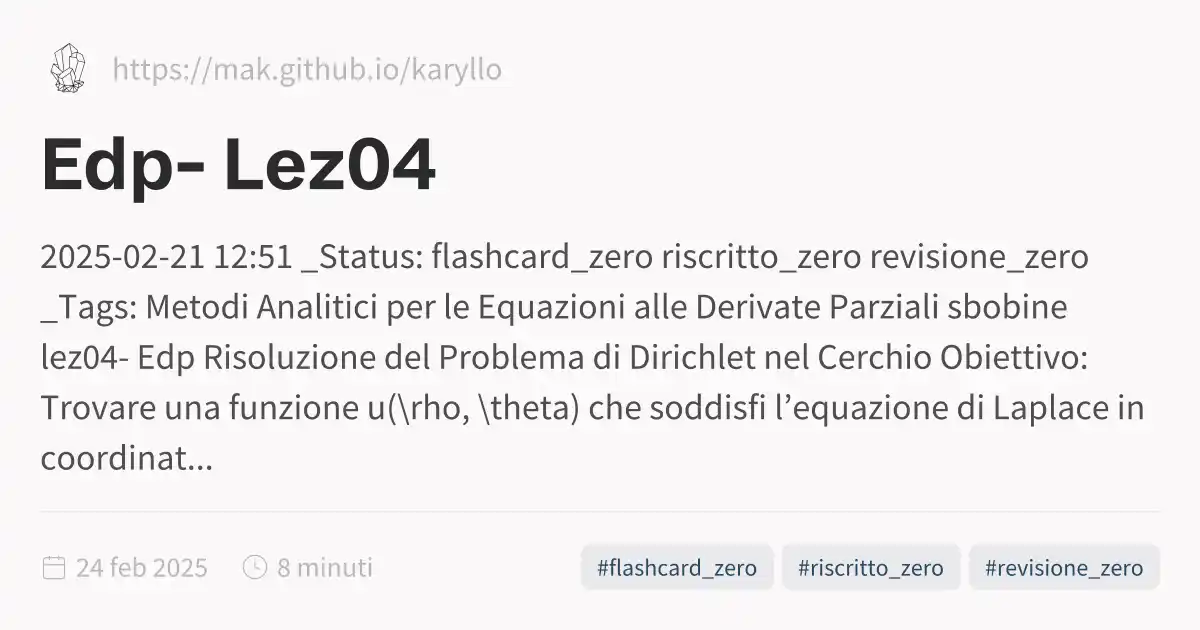 https://mak.github.io/karyllo
Edp- Lez04
2025-02-21 12:51 _Status: flashcard_zero riscritto_zero revisione_zero
_Tags: Metodi Analitici per le Equazioni alle Derivate Parziali sbobine
lez04- Edp Risoluzione del Problema di Dirichlet nel Cerchio Obiettivo:
Trovare una funzione u(\rho, \theta) che soddisfi l’equazione di Laplace in
coordinat...
24 feb 2025 8 minuti #flashcard_zero #riscritto_zero #revisione_zero